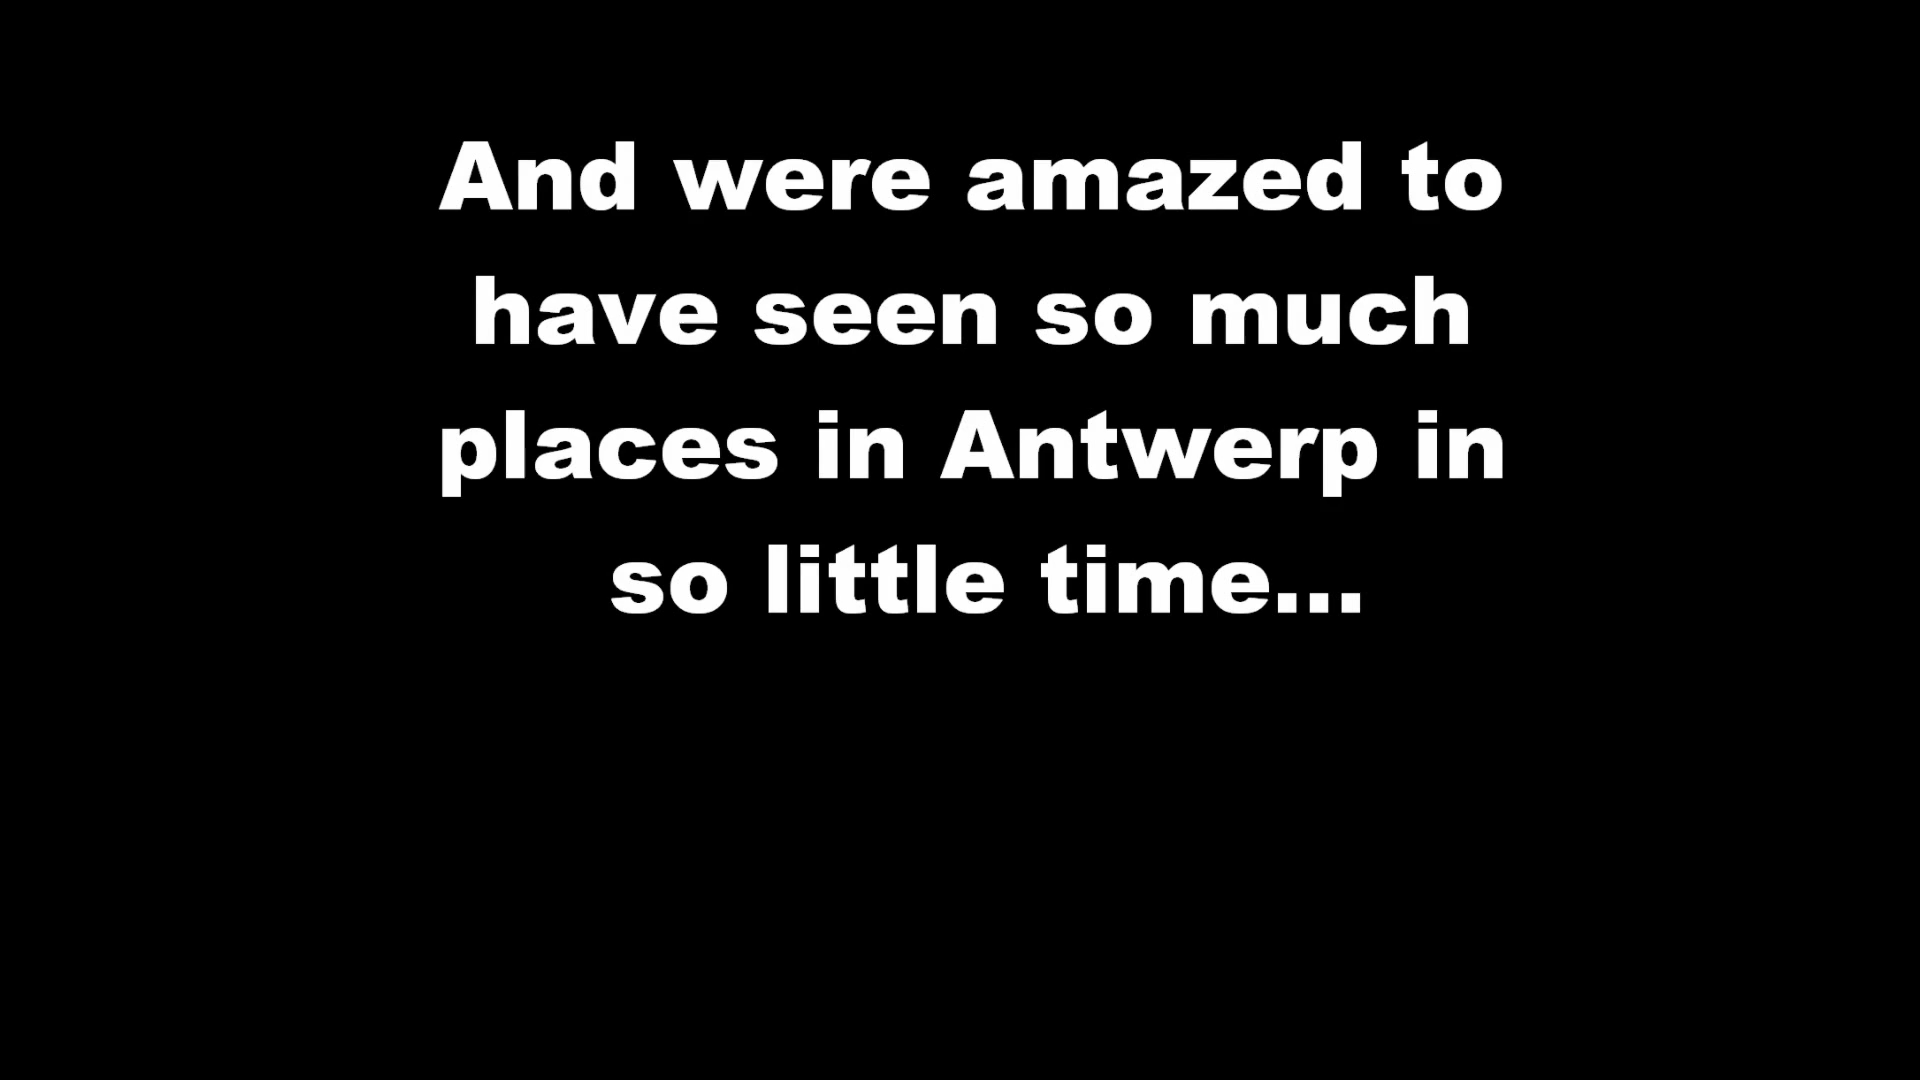 And were amazed to
have seen so much
places in Antwerp in
so little time...